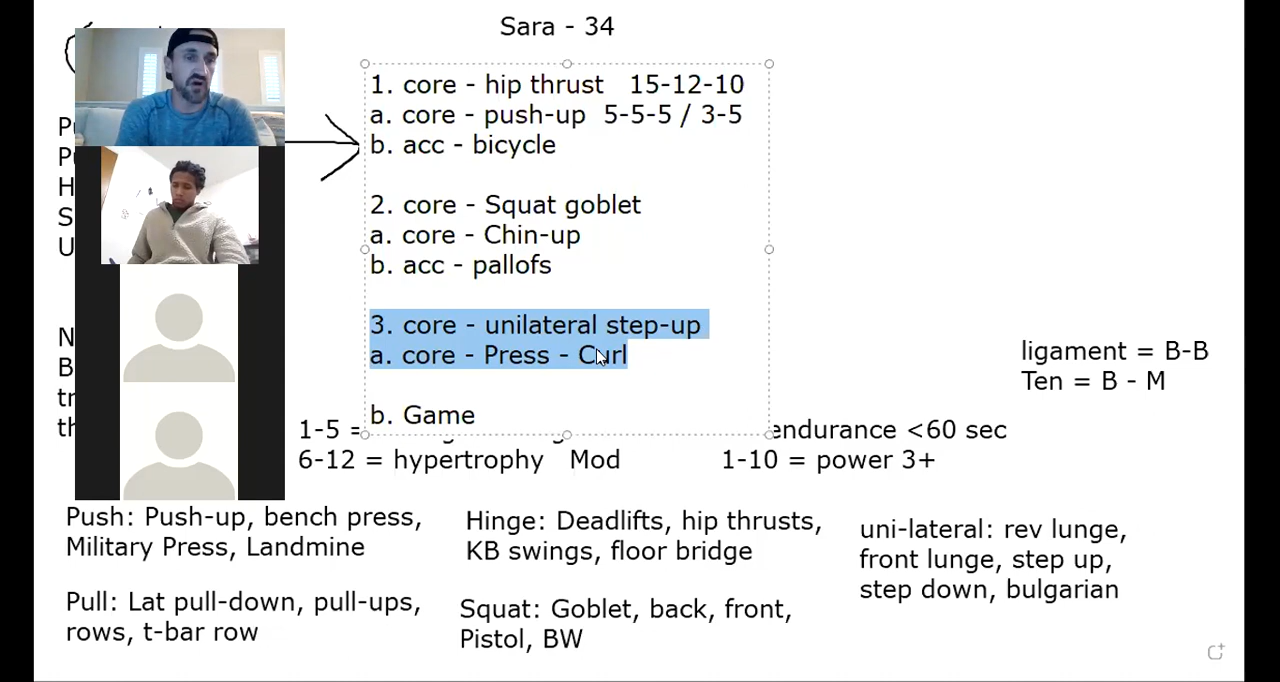 Sara - 34
1. core - hip thrust 15-12-10
a. core - push-up 5-5-5 / 3-5
b. acc - bicycle
2. core - Squat goblet
a. core - Chin-up
b. acc - pallofs
3. core - unilateral step-up
a. core - Press - Curl
b. Game
ligament = B-B
Ten = B - M
1-5 =
endurance <60 sec
6-12 = hypertrophy Mod
1-10 = power 3+
Push: Push-up, bench press,
Military Press, Landmine
Hinge: Deadlifts, hip thrusts,
KB swings, floor bridge
uni-lateral: rev lunge,
front lunge, step up,
step down, bulgarian
Pull: Lat pull-down, pull-ups,
rows, t-bar row
Squat: Goblet, back, front,
Pistol, BW